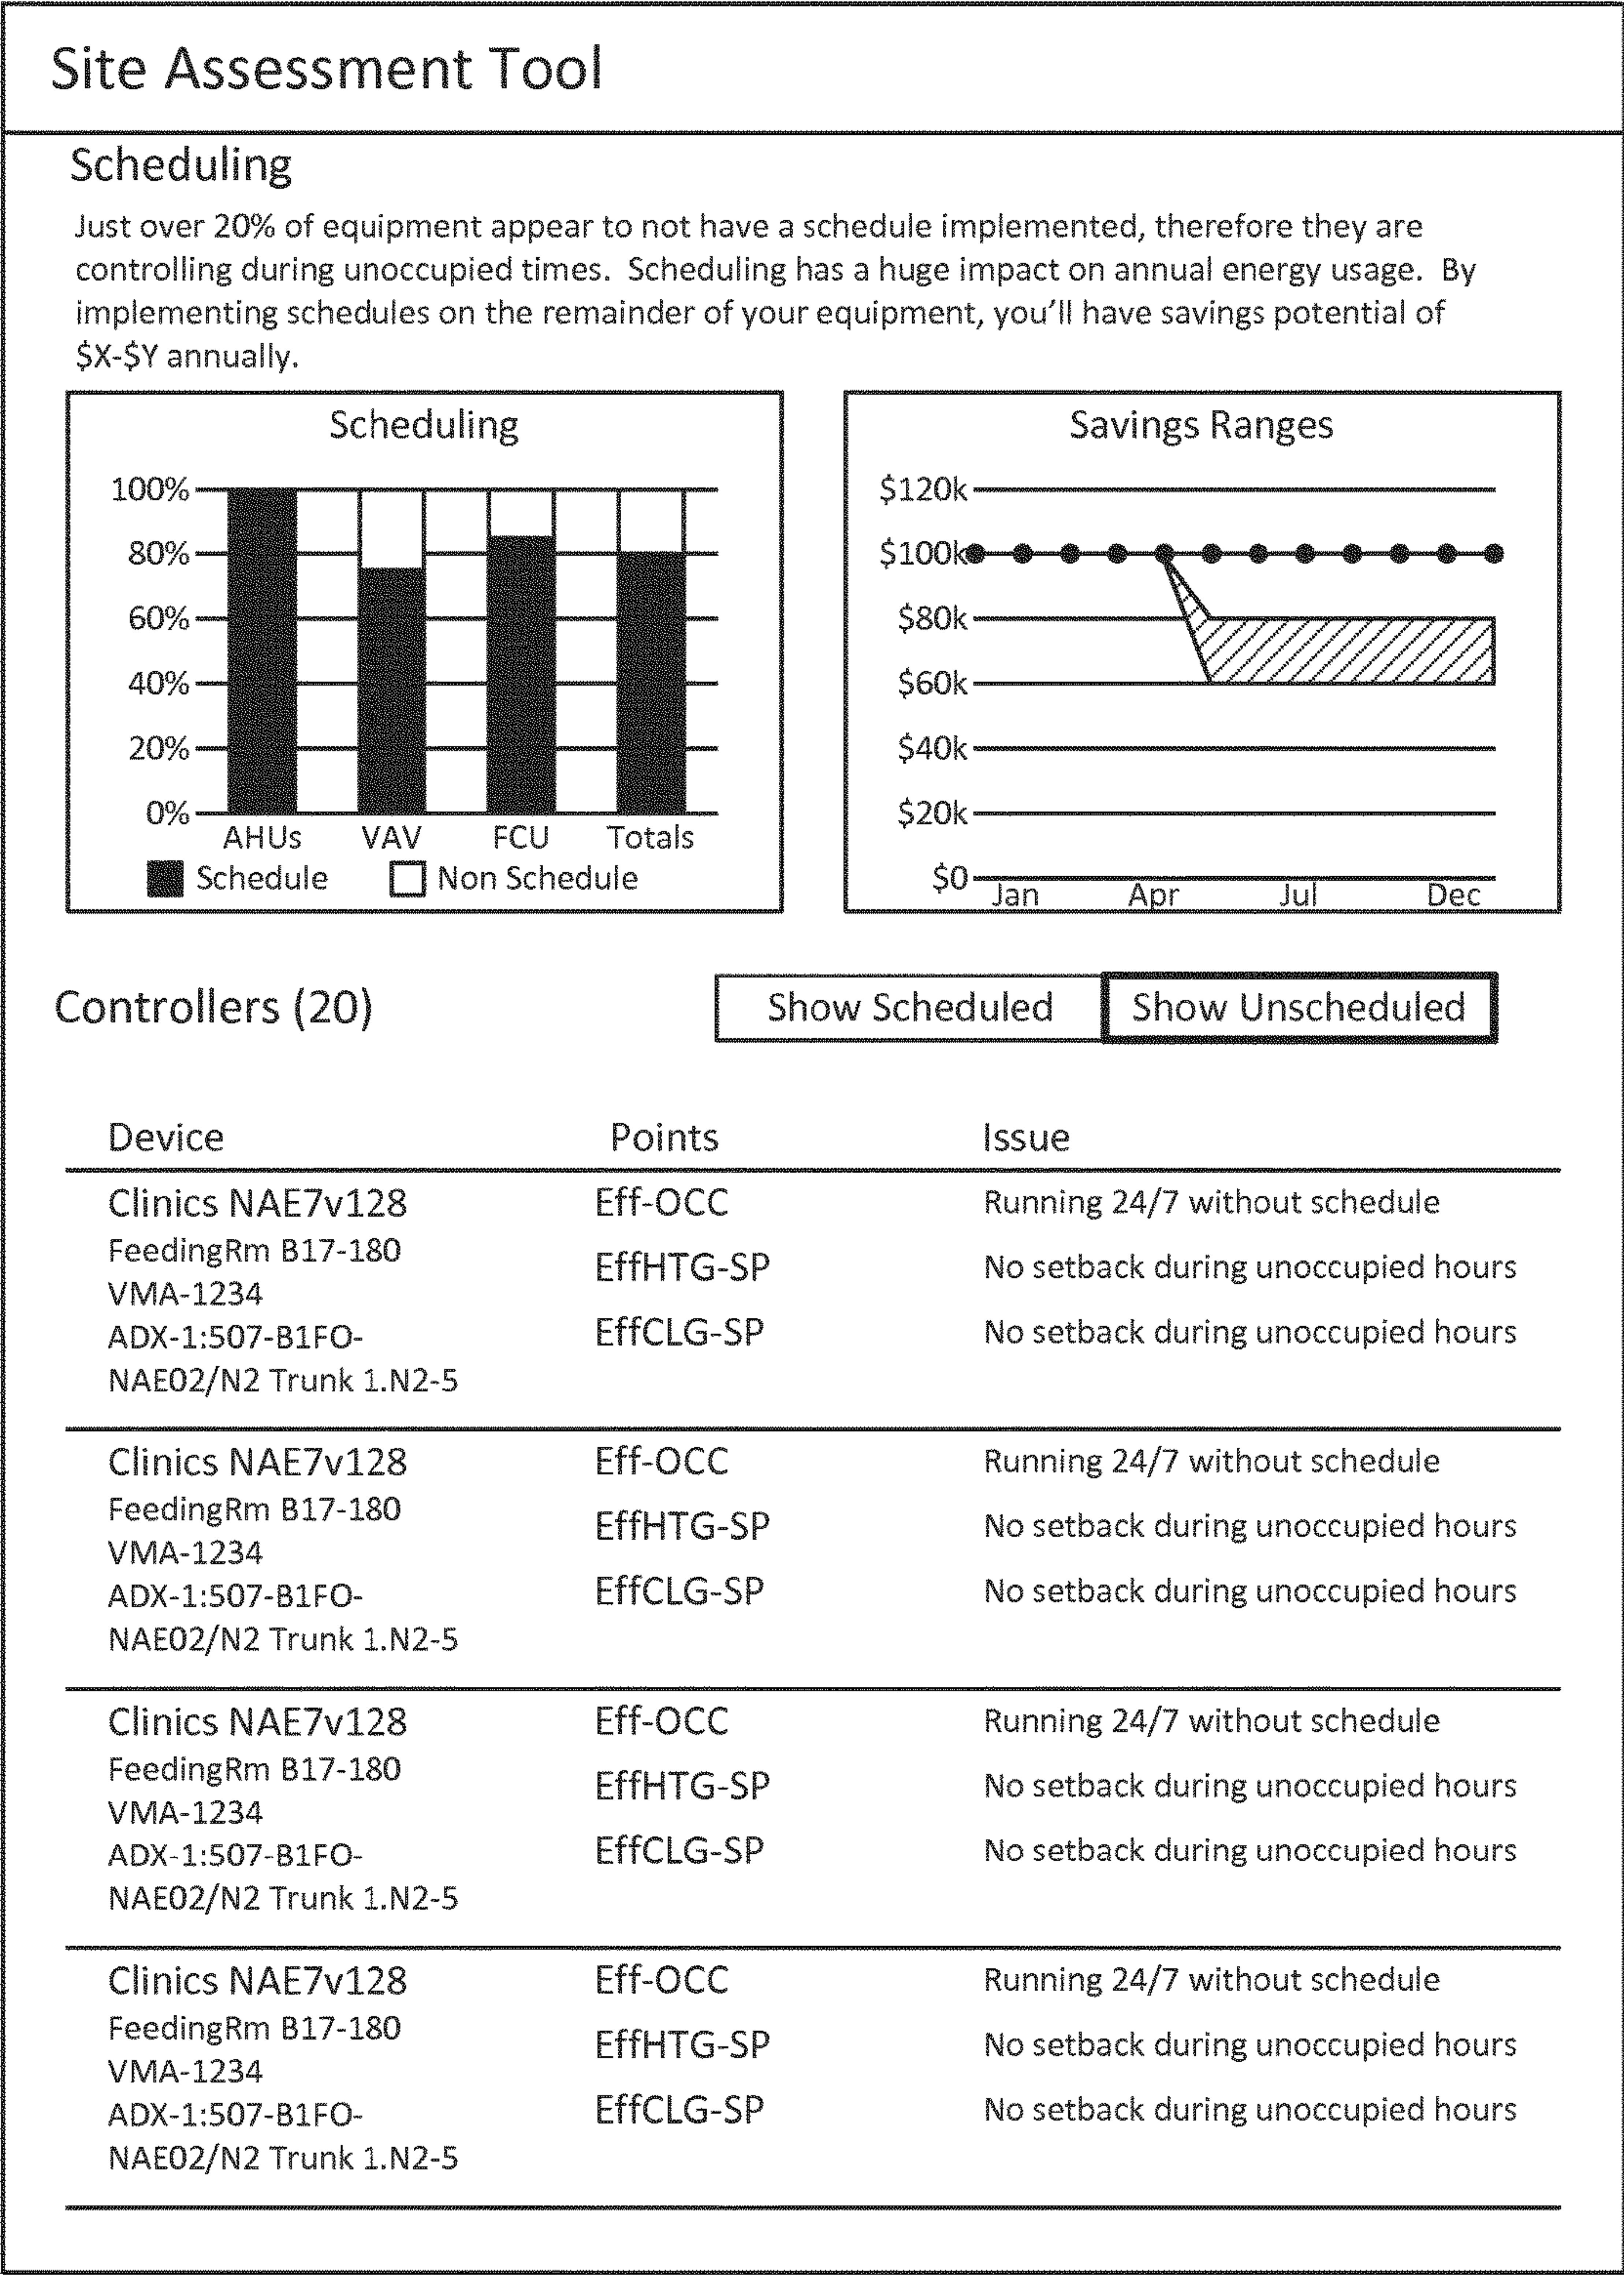 Site Assessment Tool
Scheduling
Just over 20% of equipment appear to not have a schedule implemented, therefore they are
controlling during unoccupied times.  Scheduling has a huge impact on annual energy usage.  By
implementing schedules on the remainder of your equipment, you'll have savings potential of
$X-$Y annually.
Scheduling
100%
80%
60%
40%
20%
0%
AHUs VAV FCU Totals
Schedule Non Schedule
Savings Ranges
$120k
$100k
$80k
$60k
$40k
$20k
$0
Jan Apr Jul Dec
Controllers (20)
Show Scheduled Show Unscheduled
Device Points Issue
Clinics NAE7v128 Eff-OCC Running 24/7 without schedule
FeedingRm B17-180
EffHTG-SP No setback during unoccupied hours
VMA-1234
ADX-1:507-B1FO- EffCLG-SP No setback during unoccupied hours
NAE02/N2 Trunk 1.N2-5
Clinics NAE7v128 Eff-OCC Running 24/7 without schedule
FeedingRm B17-180
EffHTG-SP No setback during unoccupied hours
VMA-1234
ADX-1:507-B1FO- EffCLG-SP No setback during unoccupied hours
NAE02/N2 Trunk 1.N2-5
Clinics NAE7v128 Eff-OCC Running 24/7 without schedule
FeedingRm B17-180
EffHTG-SP No setback during unoccupied hours
VMA-1234
ADX-1:507-B1FO- EffCLG-SP No setback during unoccupied hours
NAE02/N2 Trunk 1.N2-5
Clinics NAE7v128 Eff-OCC Running 24/7 without schedule
FeedingRm B17-180
EffHTG-SP No setback during unoccupied hours
VMA-1234
ADX-1:507-B1FO- EffCLG-SP No setback during unoccupied hours
NAE02/N2 Trunk 1.N2-5